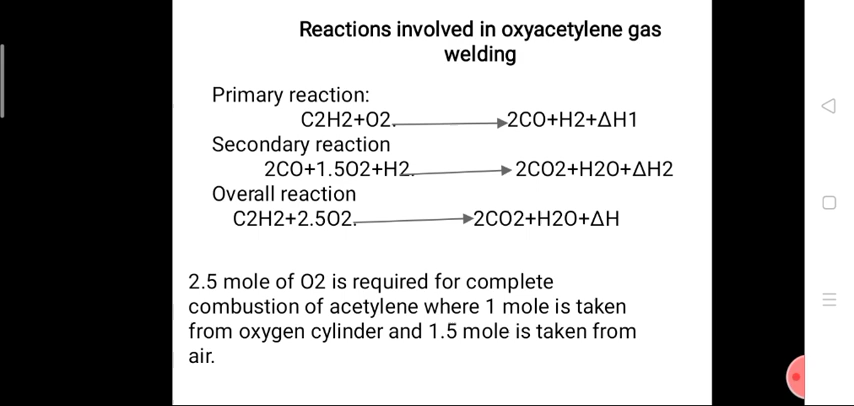 Reactions involved in oxyacetylene gas
welding
Primary reaction:
C2H2+O2. 2CO+H2+ΔH1
Secondary reaction
2CO+1.5O2+H2. 2CO2+H2O+ΔH2
Overall reaction
C2H2+2.5O2. 2CO2+H2O+ΔH
2.5 mole of O2 is required for complete
combustion of acetylene where 1 mole is taken
from oxygen cylinder and 1.5 mole is taken from
air.